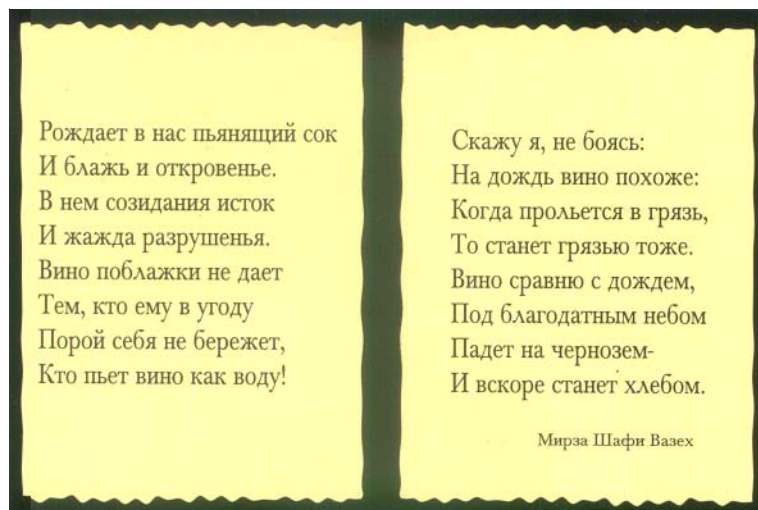 Рождает в нас пьянящий сок
И блажь и откровенье.
В нем созидания исток
И жажда разрушенья.
Вино поблажки не дает
Тем, кто ему в угоду
Порой себя не бережет,
Кто пьет вино как воду!
Скажу я, не боясь:
На дождь вино похоже:
Когда прольется в грязь,
То станет грязью тоже.
Вино сравню с дождем,
Под благодатным небом
Падет на чернозем-
И вскоре станет хлебом.
Мирза Шафи Вазех